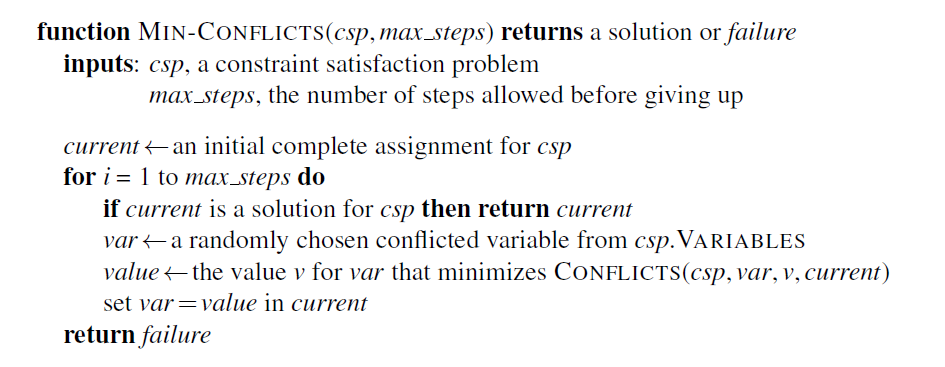 function MIN-CONFLICTS(csp, max_steps) returns a solution or failure
inputs: csp, a constraint satisfaction problem
max_steps, the number of steps allowed before giving up
current ← an initial complete assignment for csp
for i = 1 to max_steps do
if current is a solution for csp then return current
var ← a randomly chosen conflicted variable from csp.VARIABLES
value ← the value v for var that minimizes CONFLICTS(csp, var, v, current)
set var = value in current
return failure